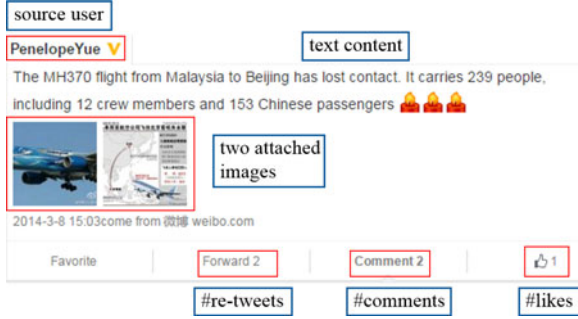 source user
PenelopeYue
text content
The MH370 flight from Malaysia to Beijing has lost contact. It carries 239 people,
including 12 crew members and 153 Chinese passengers
two attached
images
2014-3-8 15:03come from 微博 weibo.com
Favorite
Forward 2
Comment 2
1
#re-tweets
#comments
#likes